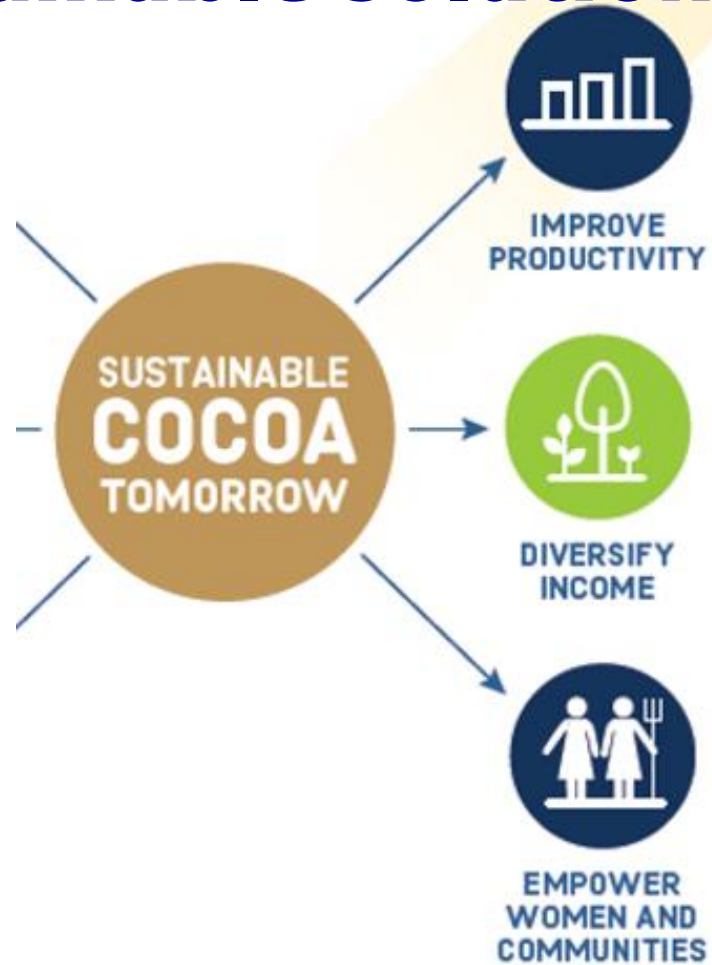 IMPROVE
PRODUCTIVITY
SUSTAINABLE
COCOA
TOMORROW
DIVERSIFY
INCOME
EMPOWER
WOMEN AND
COMMUNITIES